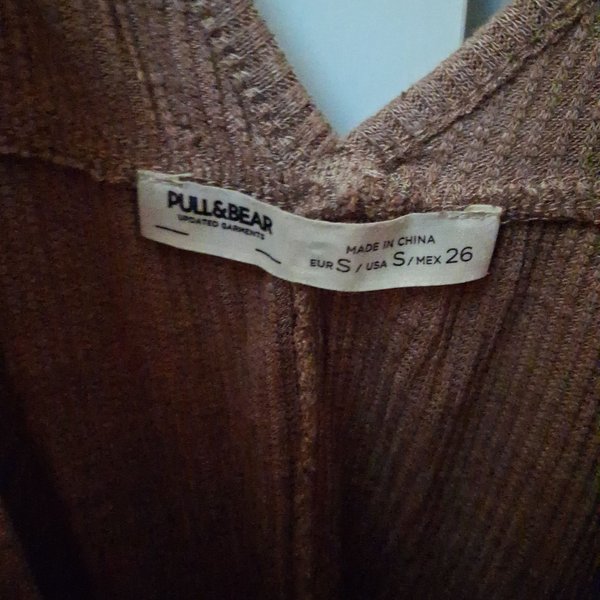 PULL&BEAR
UPDATED GARMENTS
MADE IN CHINA
EUR S / USA S / MEX 26